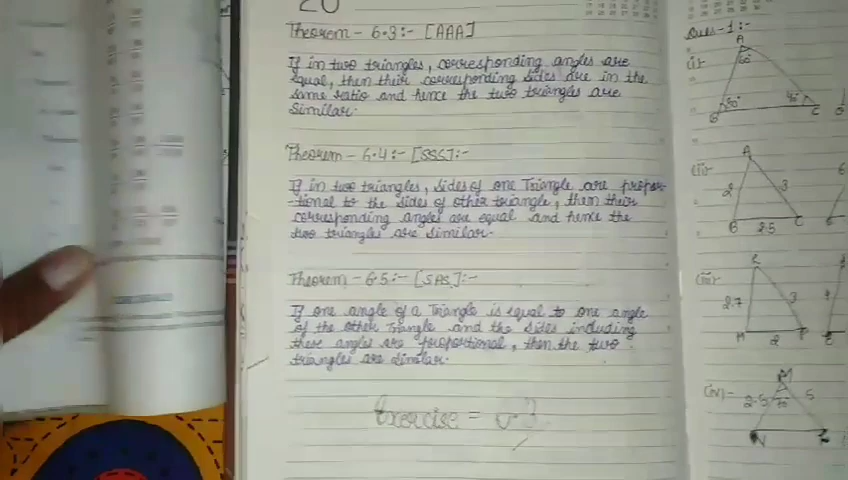 20
Theorem - 6.3:- [AAA]
If in two triangles, corresponding angles are
equal, then their corresponding sides are in the
same ratio and hence the two triangles are
similar.
Theorem - 6.4:- [SSS]:-
If in two triangles, sides of one Triangle are propor-
-tional to the sides of other triangle, then their
corresponding angles are equal and hence the
two triangles are similar.
Theorem - 6.5:- [SAS]:-
If one angle of a Triangle is equal to one angle
of the other Triangle and the sides including
these angles are proportional, then the two
triangles are similar.
Exercise = 6.3
Ques-1:-
(i)
A
60°
80°
40°
B
C
(ii)
A
2
3
B
2.5
C
(iii)
2.7
3
M
2
P
(iv)-
M
2.5
70°
5
N